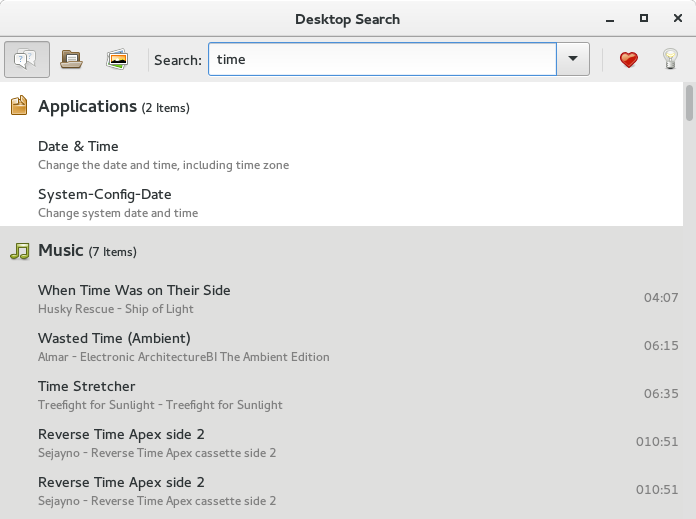 Desktop Search
Search: time
Applications (2 Items)
Date & Time
Change the date and time, including time zone
System-Config-Date
Change system date and time
Music (7 Items)
When Time Was on Their Side 04:07
Husky Rescue - Ship of Light
Wasted Time (Ambient) 06:15
Almar - Electronic ArchitectureBI The Ambient Edition
Time Stretcher 06:35
Treefight for Sunlight - Treefight for Sunlight
Reverse Time Apex side 2 010:51
Sejayno - Reverse Time Apex cassette side 2
Reverse Time Apex side 2 010:51
Sejayno - Reverse Time Apex cassette side 2